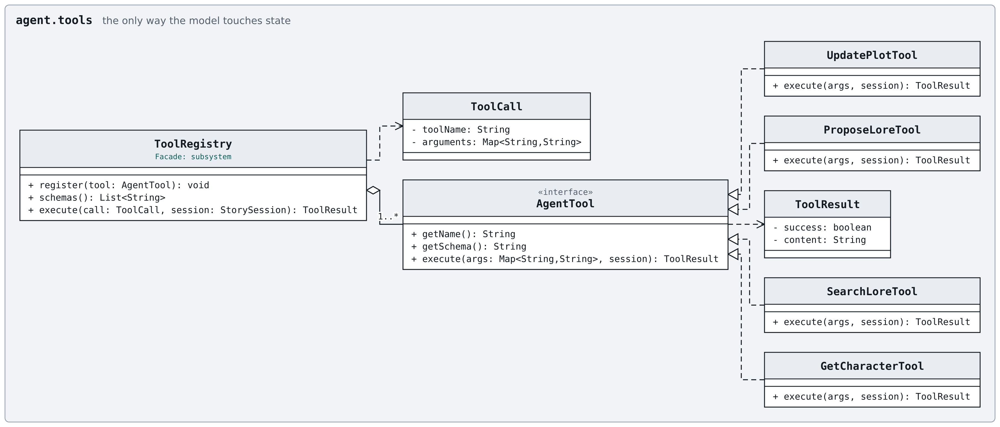 agent.tools the only way the model touches state
ToolRegistry
Facade: subsystem
+ register(tool: AgentTool): void
+ schemas(): List<String>
+ execute(call: ToolCall, session: StorySession): ToolResult
1..*
ToolCall
- toolName: String
- arguments: Map<String,String>
«interface»
AgentTool
+ getName(): String
+ getSchema(): String
+ execute(args: Map<String,String>, session): ToolResult
UpdatePlotTool
+ execute(args, session): ToolResult
ProposeLoreTool
+ execute(args, session): ToolResult
ToolResult
- success: boolean
- content: String
SearchLoreTool
+ execute(args, session): ToolResult
GetCharacterTool
+ execute(args, session): ToolResult